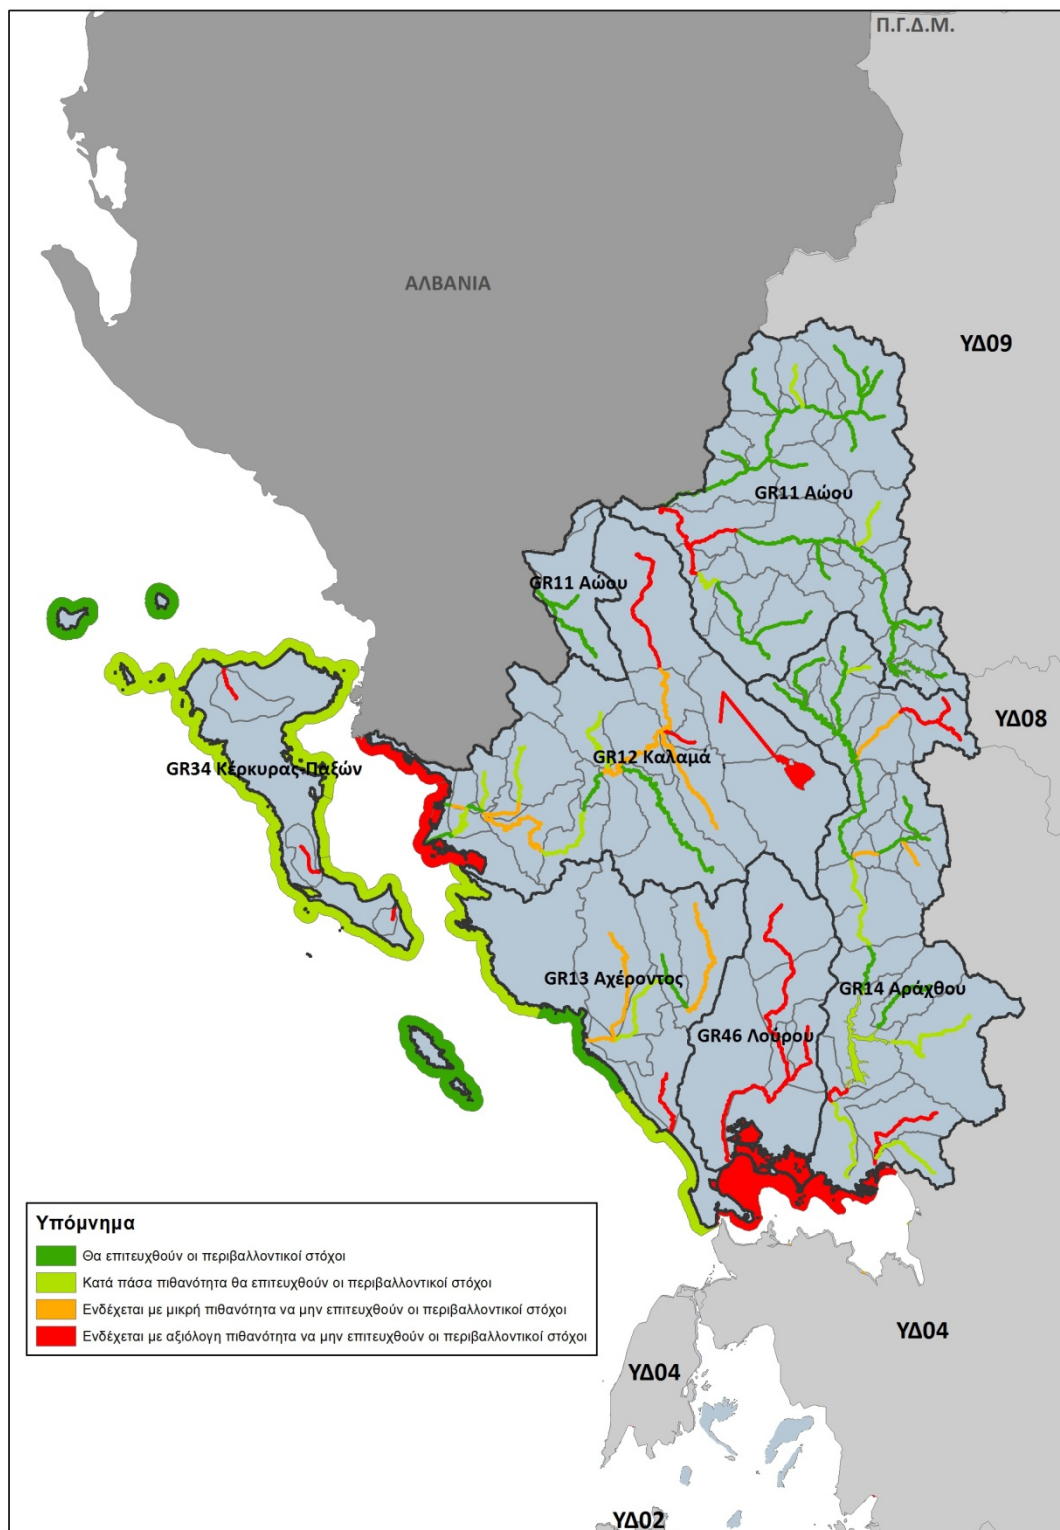 Π.Γ.Δ.Μ.
ΑΛΒΑΝΙΑ
ΥΔ09
GR11 Αώου
GR11 Αώου
ΥΔ08
GR12 Καλαμά
GR34 Κέρκυρας-Παξών
GR13 Αχέροντος
GR14 Αράχθου
GR46 Λούρου
Υπόμνημα
Θα επιτευχθούν οι περιβαλλοντικοί στόχοι
Κατά πάσα πιθανότητα θα επιτευχθούν οι περιβαλλοντικοί στόχοι
Ενδέχεται με μικρή πιθανότητα να μην επιτευχθούν οι περιβαλλοντικοί στόχοι
Ενδέχεται με αξιόλογη πιθανότητα να μην επιτευχθούν οι περιβαλλοντικοί στόχοι
ΥΔ04
ΥΔ04
ΥΔ02